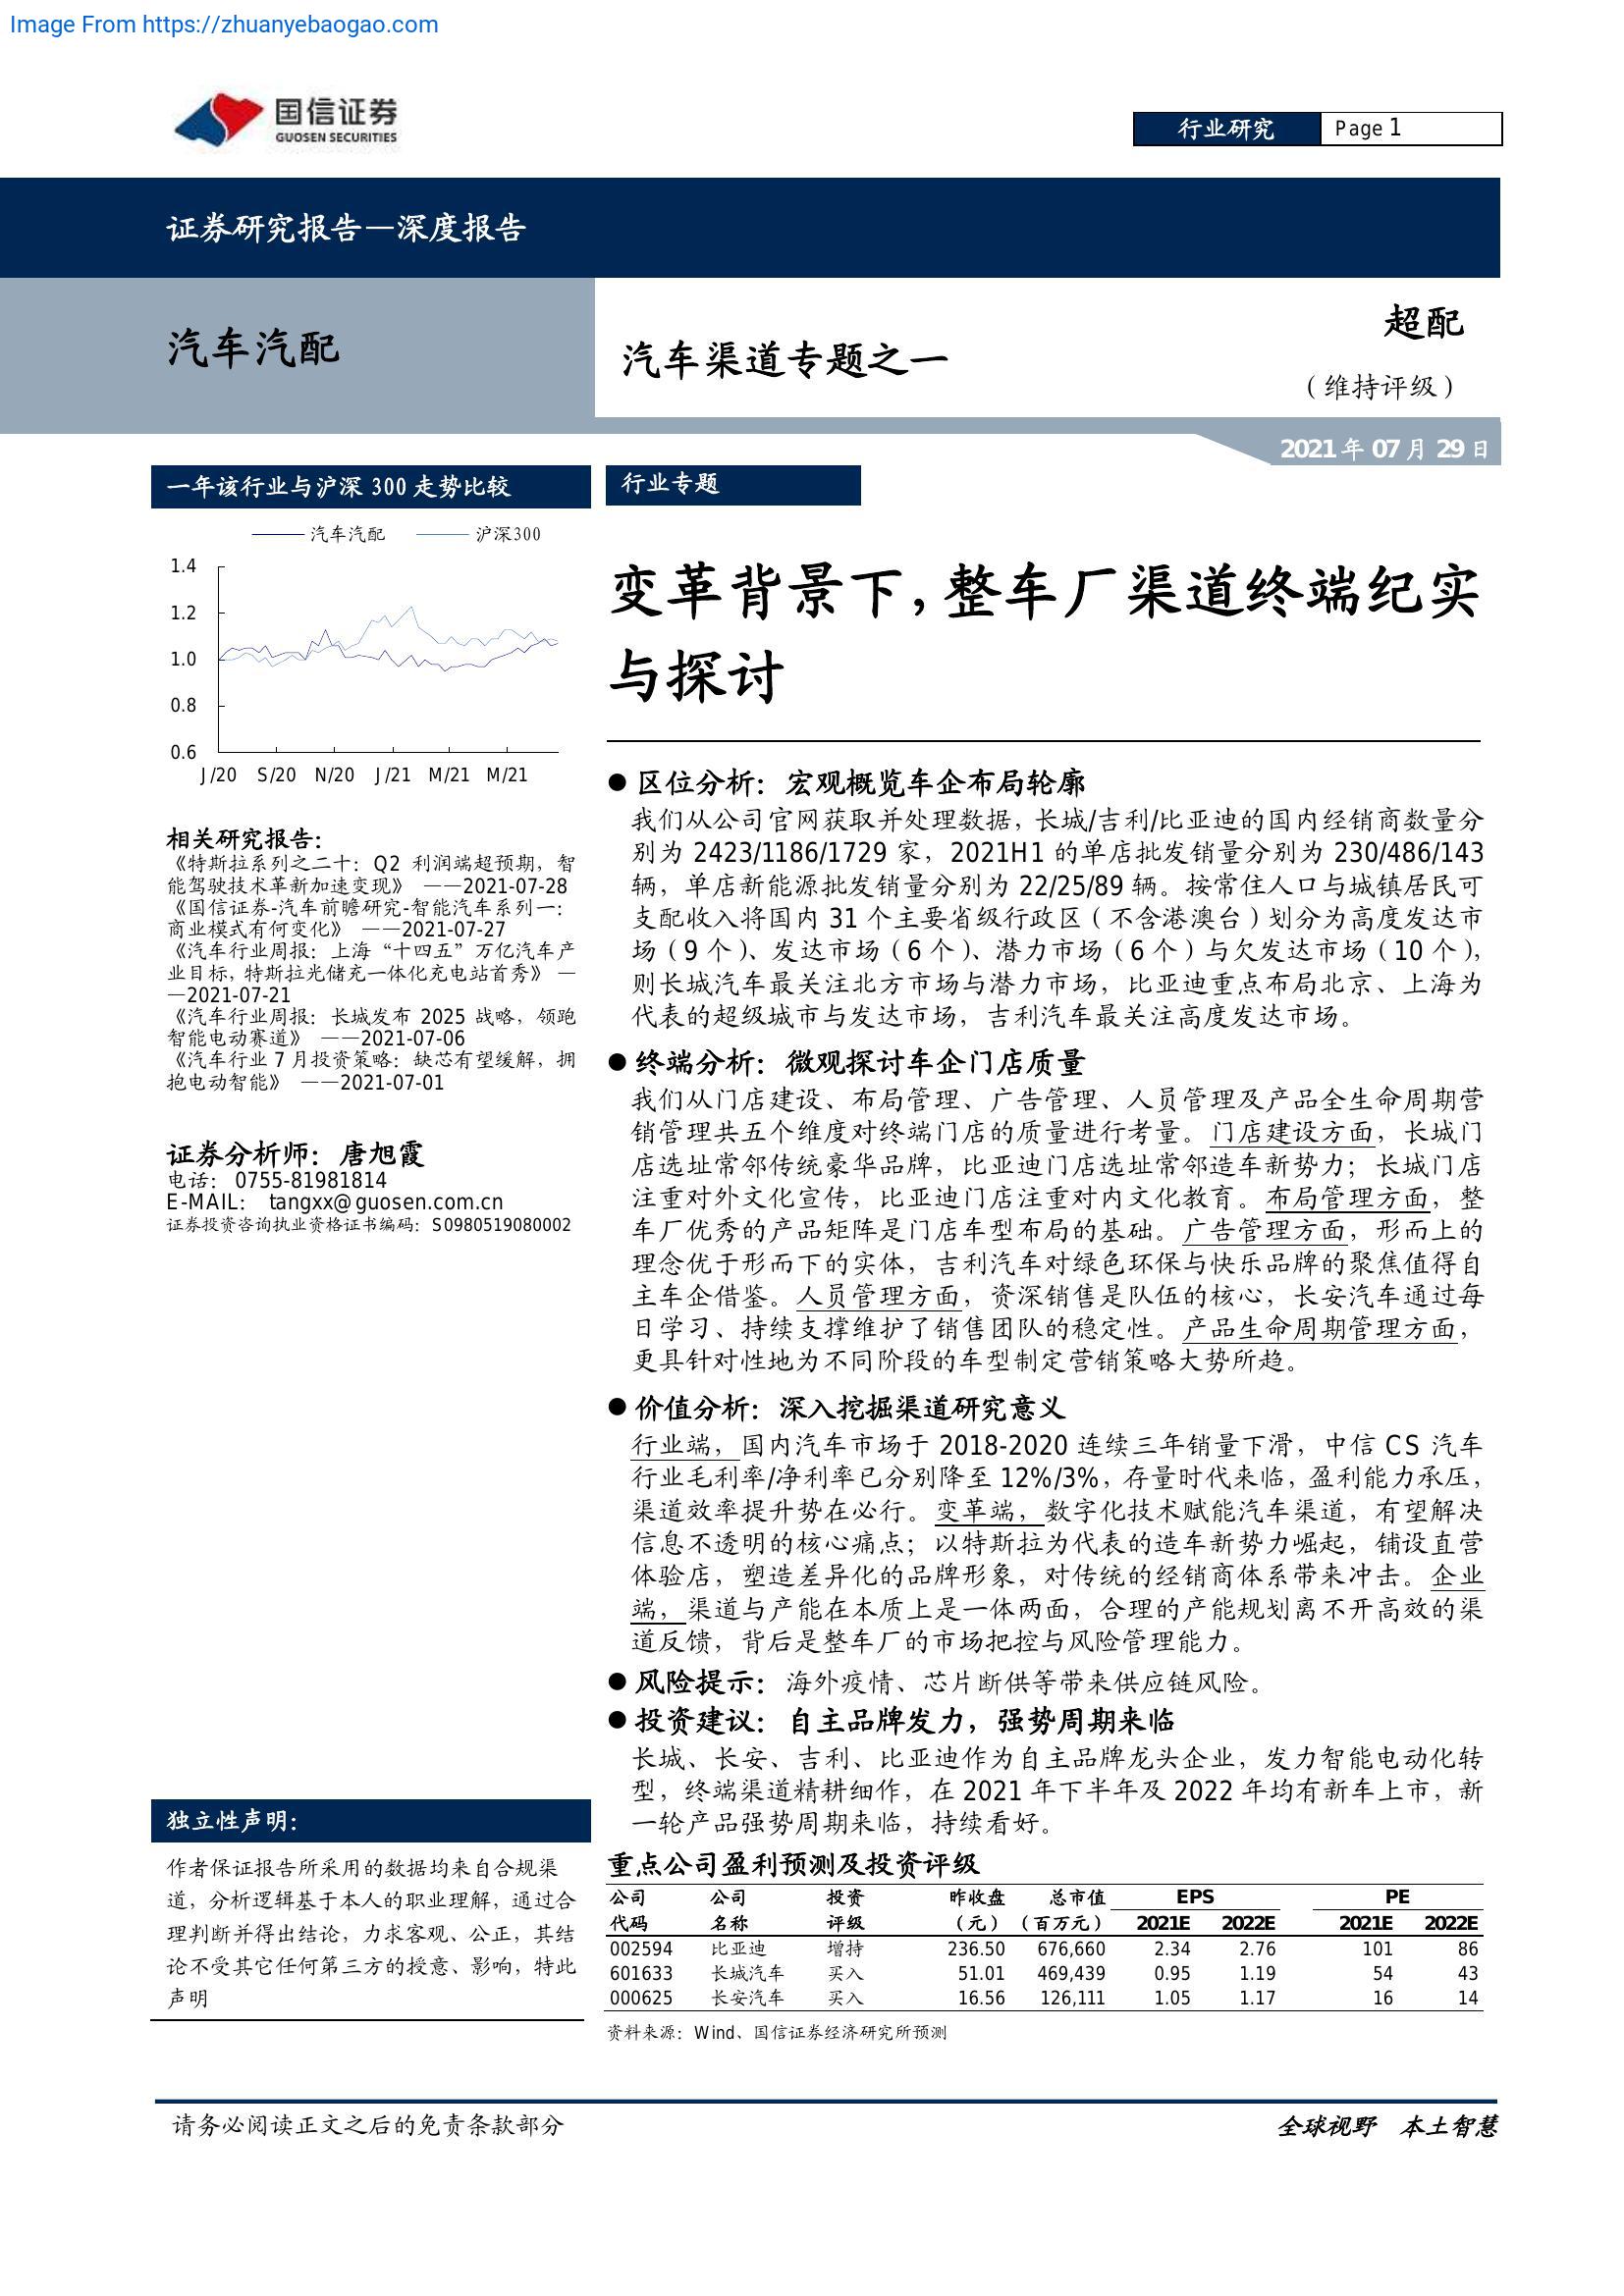 Image From https://zhuanyebaogao.com
国信证券
GUOSEN SECURITIES
行业研究
Page 1
证券研究报告—深度报告
汽车汽配
汽车渠道专题之一
超配
（维持评级）
2021 年 07 月 29 日
一年该行业与沪深 300 走势比较
汽车汽配 沪深300
1.4
1.2
1.0
0.8
0.6
J/20 S/20 N/20 J/21 M/21 M/21
相关研究报告：
《特斯拉系列之二十：Q2 利润端超预期，智
能驾驶技术革新加速变现》 ——2021-07-28
《国信证券-汽车前瞻研究-智能汽车系列一：
商业模式有何变化》 ——2021-07-27
《汽车行业周报：上海“十四五”万亿汽车产
业目标，特斯拉光储充一体化充电站首秀》 —
—2021-07-21
《汽车行业周报：长城发布 2025 战略，领跑
智能电动赛道》 ——2021-07-06
《汽车行业 7 月投资策略：缺芯有望缓解，拥
抱电动智能》 ——2021-07-01
证券分析师：唐旭霞
电话： 0755-81981814
E-MAIL： tangxx@guosen.com.cn
证券投资咨询执业资格证书编码：S0980519080002
独立性声明：
作者保证报告所采用的数据均来自合规渠
道，分析逻辑基于本人的职业理解，通过合
理判断并得出结论，力求客观、公正，其结
论不受其它任何第三方的授意、影响，特此
声明
行业专题
变革背景下，整车厂渠道终端纪实
与探讨
● 区位分析：宏观概览车企布局轮廓
我们从公司官网获取并处理数据，长城/吉利/比亚迪的国内经销商数量分
别为 2423/1186/1729 家，2021H1 的单店批发销量分别为 230/486/143
辆，单店新能源批发销量分别为 22/25/89 辆。按常住人口与城镇居民可
支配收入将国内 31 个主要省级行政区（不含港澳台）划分为高度发达市
场（9 个）、发达市场（6 个）、潜力市场（6 个）与欠发达市场（10 个），
则长城汽车最关注北方市场与潜力市场，比亚迪重点布局北京、上海为
代表的超级城市与发达市场，吉利汽车最关注高度发达市场。
● 终端分析：微观探讨车企门店质量
我们从门店建设、布局管理、广告管理、人员管理及产品全生命周期营
销管理共五个维度对终端门店的质量进行考量。门店建设方面，长城门
店选址常邻传统豪华品牌，比亚迪门店选址常邻造车新势力；长城门店
注重对外文化宣传，比亚迪门店注重对内文化教育。布局管理方面，整
车厂优秀的产品矩阵是门店车型布局的基础。广告管理方面，形而上的
理念优于形而下的实体，吉利汽车对绿色环保与快乐品牌的聚焦值得自
主车企借鉴。人员管理方面，资深销售是队伍的核心，长安汽车通过每
日学习、持续支撑维护了销售团队的稳定性。产品生命周期管理方面，
更具针对性地为不同阶段的车型制定营销策略大势所趋。
● 价值分析：深入挖掘渠道研究意义
行业端，国内汽车市场于 2018-2020 连续三年销量下滑，中信 CS 汽车
行业毛利率/净利率已分别降至 12%/3%，存量时代来临，盈利能力承压，
渠道效率提升势在必行。变革端，数字化技术赋能汽车渠道，有望解决
信息不透明的核心痛点；以特斯拉为代表的造车新势力崛起，铺设直营
体验店，塑造差异化的品牌形象，对传统的经销商体系带来冲击。企业
端，渠道与产能在本质上是一体两面，合理的产能规划离不开高效的渠
道反馈，背后是整车厂的市场把控与风险管理能力。
● 风险提示：海外疫情、芯片断供等带来供应链风险。
● 投资建议：自主品牌发力，强势周期来临
长城、长安、吉利、比亚迪作为自主品牌龙头企业，发力智能电动化转
型，终端渠道精耕细作，在 2021 年下半年及 2022 年均有新车上市，新
一轮产品强势周期来临，持续看好。
重点公司盈利预测及投资评级
公司 公司 投资 昨收盘 总市值 EPS PE
代码 名称 评级 （元） （百万元） 2021E 2022E 2021E 2022E
002594 比亚迪 增持 236.50 676,660 2.34 2.76 101 86
601633 长城汽车 买入 51.01 469,439 0.95 1.19 54 43
000625 长安汽车 买入 16.56 126,111 1.05 1.17 16 14
资料来源：Wind、国信证券经济研究所预测
请务必阅读正文之后的免责条款部分
全球视野 本土智慧